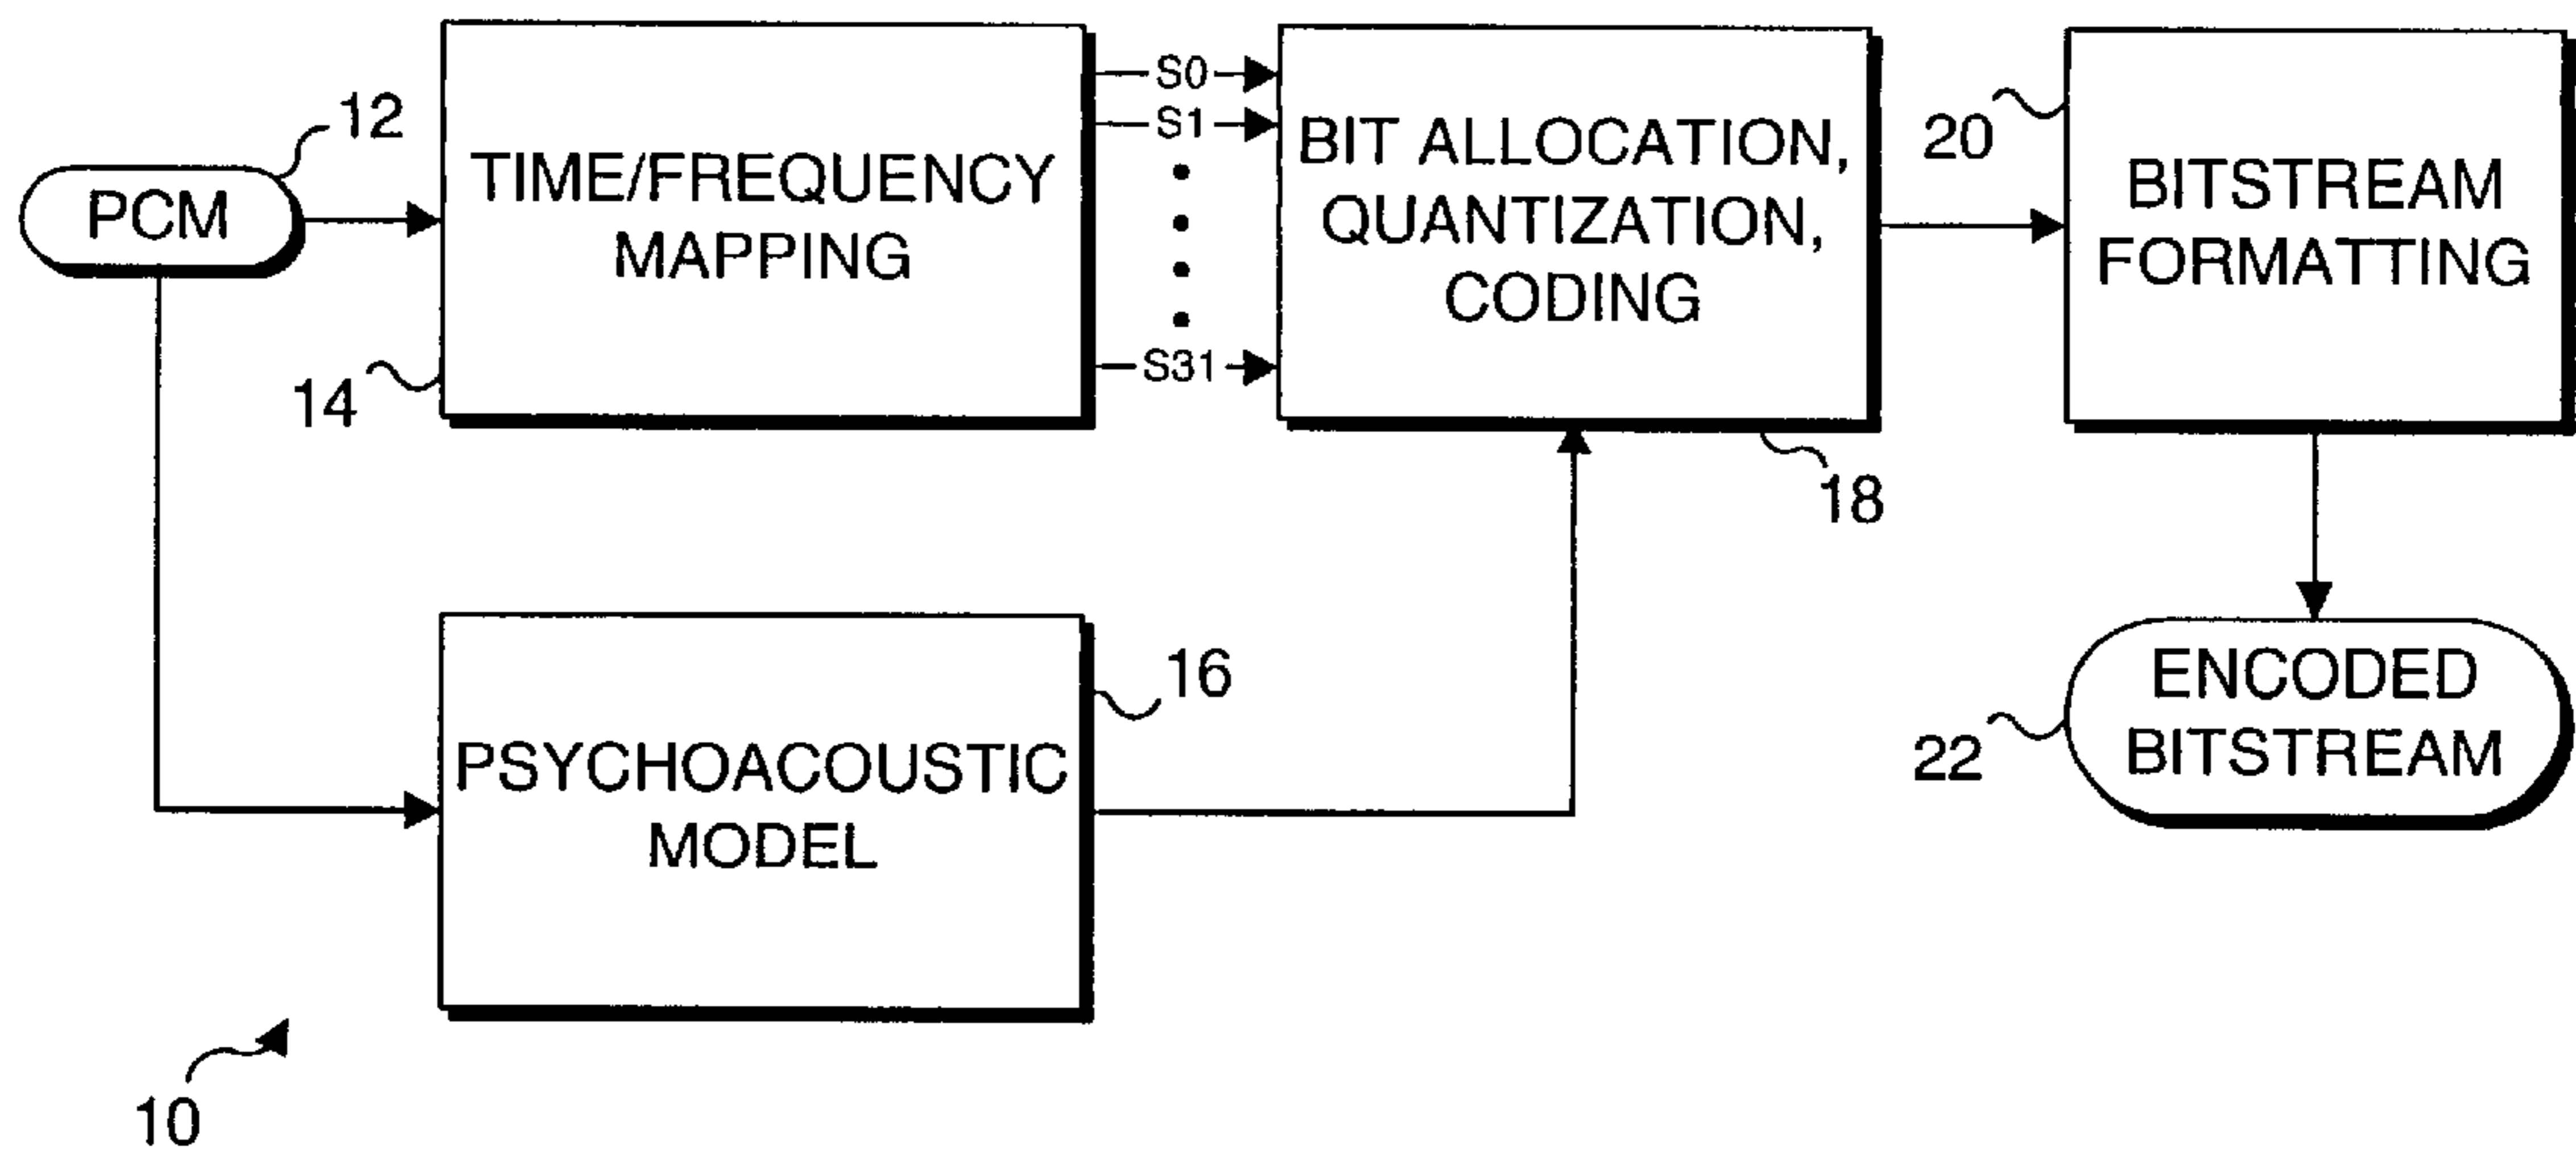 12
PCM
TIME/FREQUENCY
MAPPING
14
S0
S1
S31
BIT ALLOCATION,
QUANTIZATION,
CODING
18
20
BITSTREAM
FORMATTING
16
PSYCHOACOUSTIC
MODEL
22
ENCODED
BITSTREAM
10